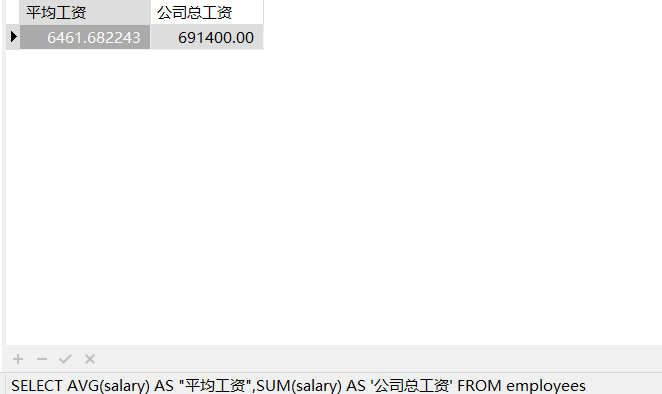 平均工资 公司总工资
6461.682243 691400.00
SELECT AVG(salary) AS "平均工资",SUM(salary) AS '公司总工资' FROM employees